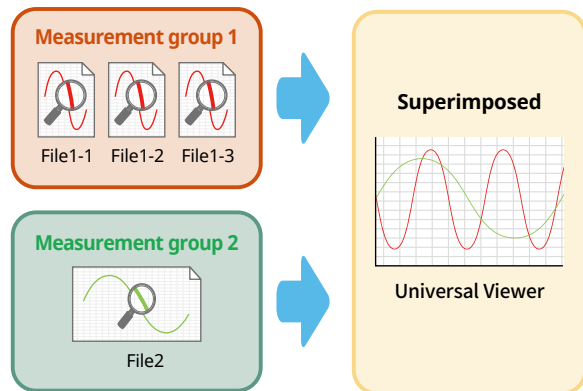 Measurement group 1
File1-1 File1-2 File1-3
Measurement group 2
File2
Superimposed
Universal Viewer